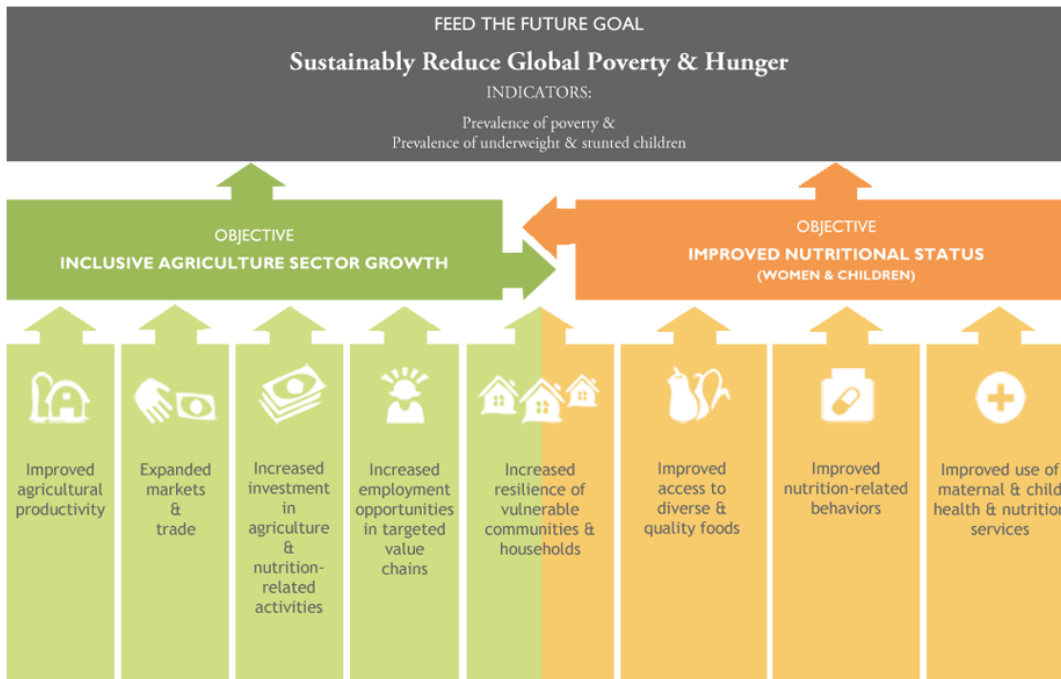 FEED THE FUTURE GOAL
Sustainably Reduce Global Poverty & Hunger
INDICATORS:
Prevalence of poverty &
Prevalence of underweight & stunted children
OBJECTIVE
INCLUSIVE AGRICULTURE SECTOR GROWTH
OBJECTIVE
IMPROVED NUTRITIONAL STATUS
(WOMEN & CHILDREN)
Improved
agricultural
productivity
Expanded
markets
&
trade
Increased
investment
in
agriculture
&
nutrition-
related
activities
Increased
employment
opportunities
in targeted
value
chains
Increased
resilience of
vulnerable
communities &
households
Improved
access to
diverse &
quality foods
Improved
nutrition-related
behaviors
Improved use of
maternal & child
health & nutrition
services